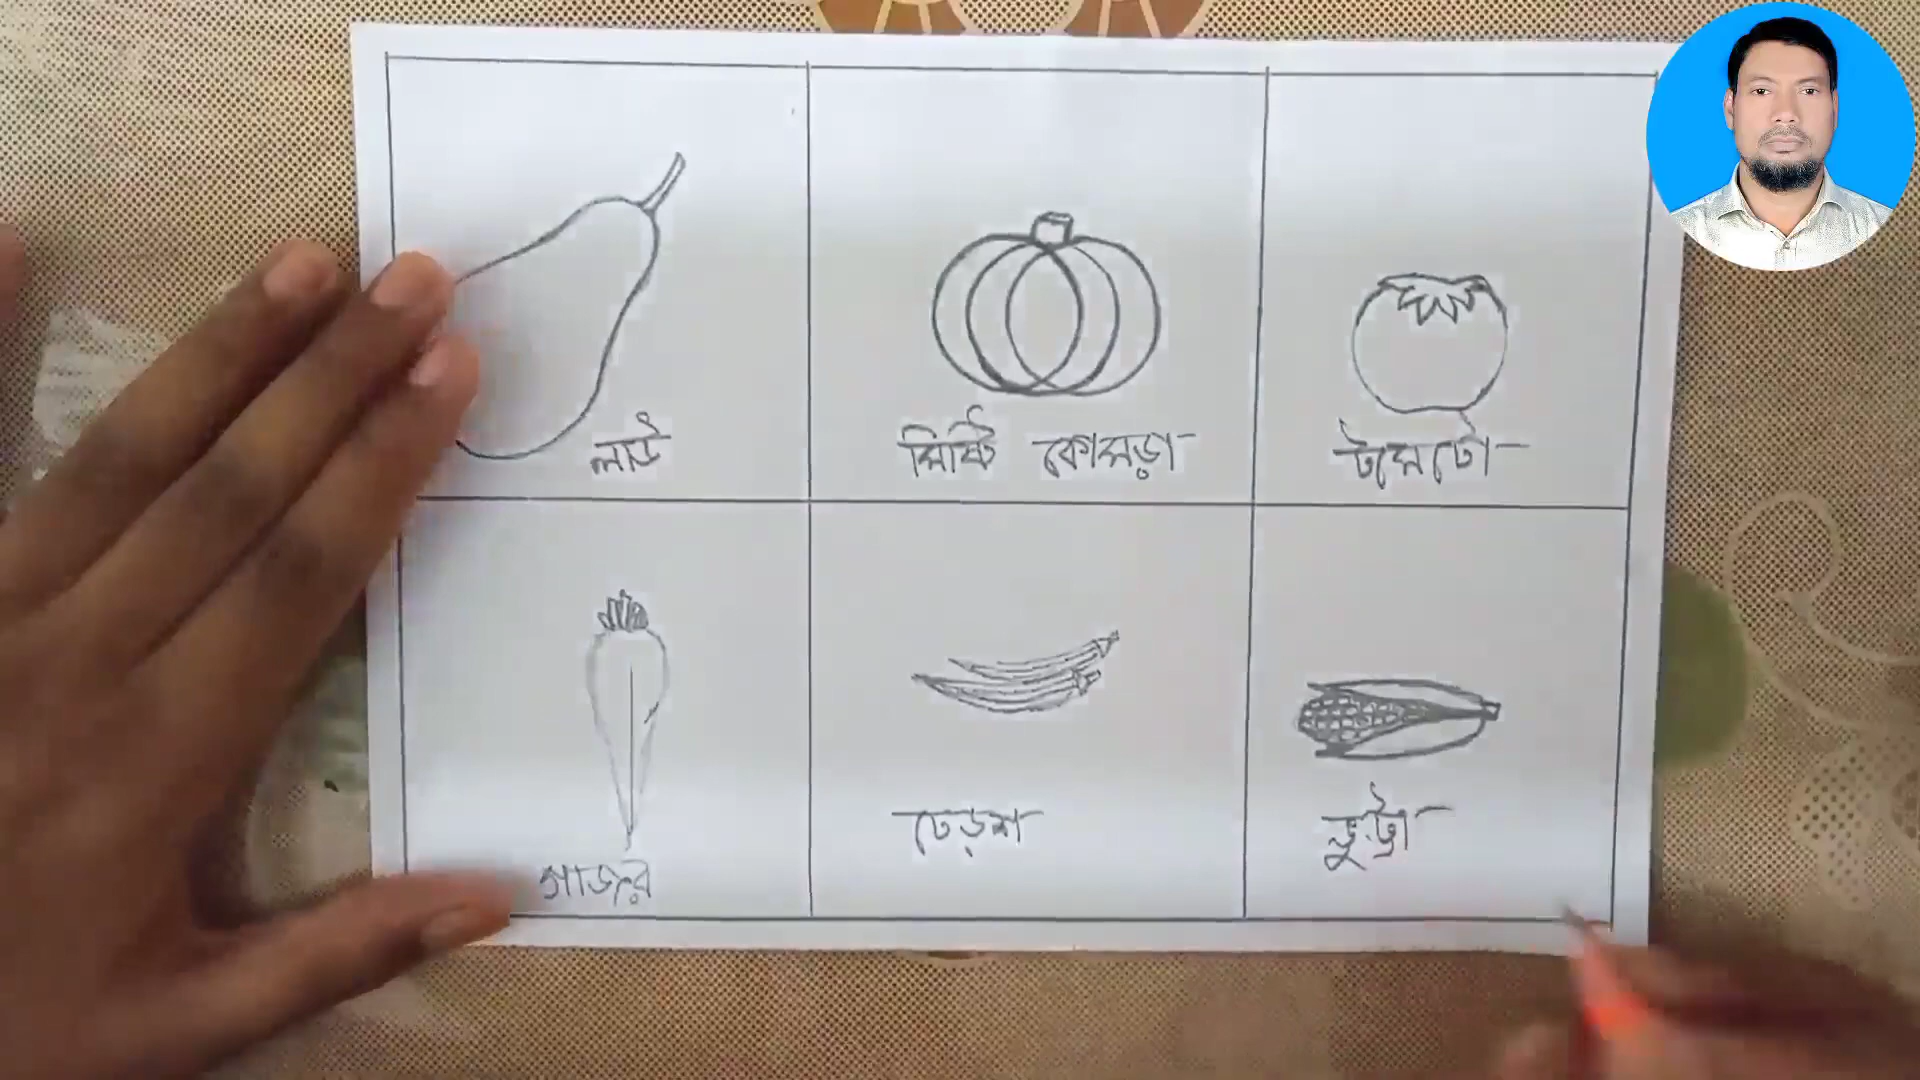 লাউ
মিষ্টি কোমড়া
টমেটো
গাজর
ঢেড়শ
ভুট্টা